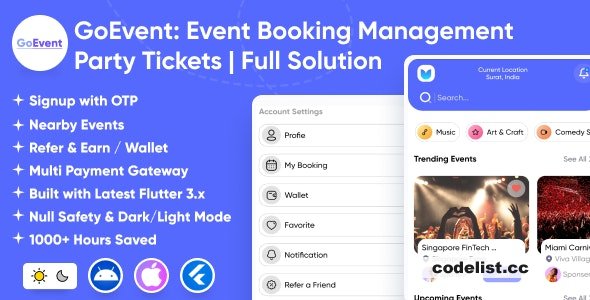 GoEvent
GoEvent: Event Booking Management
Party Tickets | Full Solution
Signup with OTP
Nearby Events
Refer & Earn / Wallet
Multi Payment Gateway
Built with Latest Flutter 3.x
Null Safety & Dark/Light Mode
1000+ Hours Saved
Account Settings
Profie
My Booking
Wallet
Favorite
Notification
Refer a Friend
Current Location
Surat, India
Search...
Music
Art & Craft
Comedy S
Trending Events
See All
Singapore FinTech ...
Miami Carniv
Viva Villag
Sponser
codelist.cc
Upcoming Events
See All